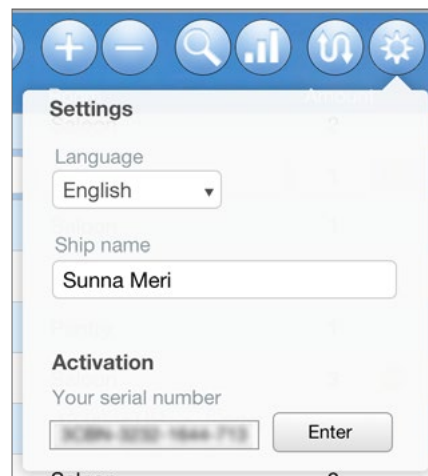 Settings
Language
English
Ship name
Sunna Meri
Activation
Your serial number
Enter